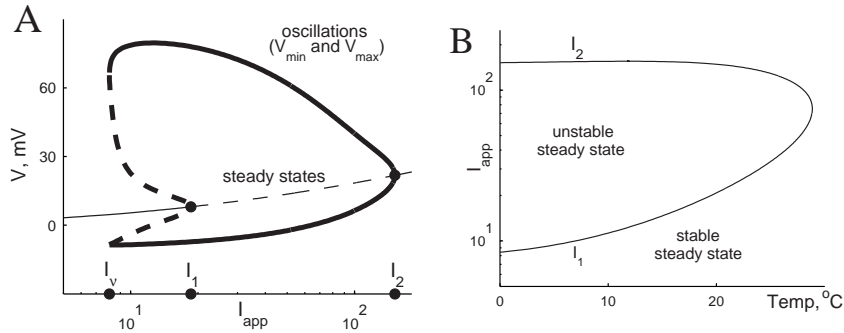 A
oscillations
(V_min and V_max)
60
30
0
V, mV
steady states
I_ν
I_1
I_2
10^1
I_app
10^2
B
I_2
10^2
unstable
steady state
I_app
stable
steady state
10^1
I_1
0
10
20
Temp, °C